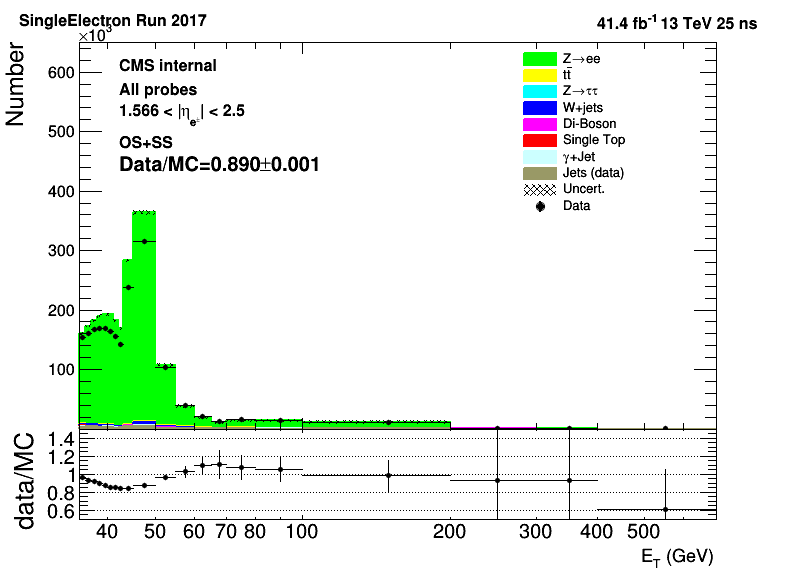 SingleElectron Run 2017
41.4 fb⁻¹ 13 TeV 25 ns
×10³
Number
CMS internal
All probes
1.566 < |η_e±| < 2.5
OS+SS
Data/MC=0.890±0.001
Z→ee
tt̄
Z→ττ
W+jets
Di-Boson
Single Top
γ+Jet
Jets (data)
Uncert.
Data
600
500
400
300
200
100
data/MC
1.4
1.2
1
0.8
0.6
40 50 60 70 80 100 200 300 400 500
E_T (GeV)